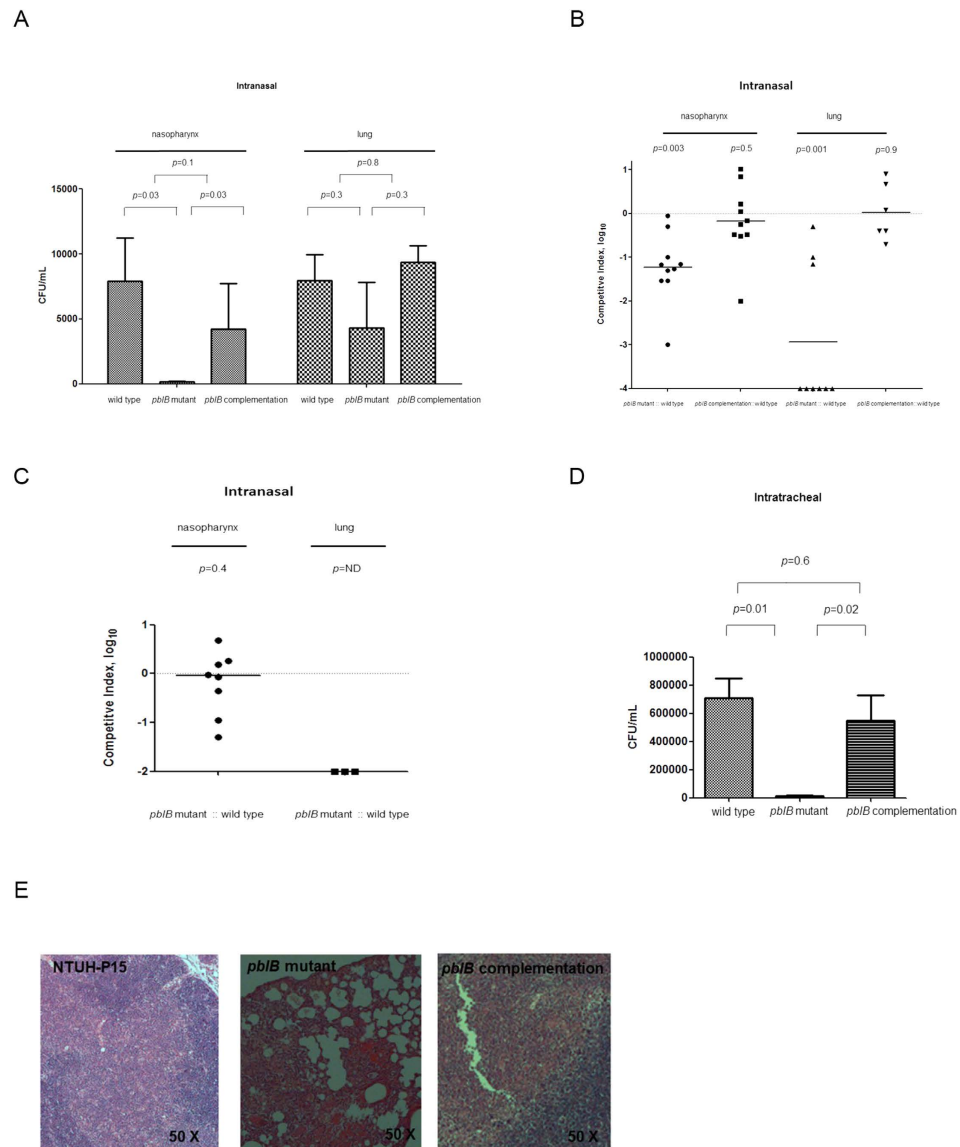 A
Intranasal
nasopharynx
lung
p=0.1
p=0.8
p=0.03
p=0.03
p=0.3
p=0.3
CFU/mL
15000
10000
5000
0
wild type
pblB mutant
pblB complementation
wild type
pblB mutant
pblB complementation
B
Intranasal
nasopharynx
lung
p=0.003
p=0.5
p=0.001
p=0.9
Competitve Index, log10
1
0
-1
-2
-3
-4
pblB mutant :: wild type
pblB complementation:: wild type
pblB mutant :: wild type
pblB complementation:: wild type
C
Intranasal
nasopharynx
lung
p=0.4
p=ND
Competitve Index, log10
1
0
-1
-2
pblB mutant :: wild type
pblB mutant :: wild type
D
Intratracheal
p=0.6
p=0.01
p=0.02
CFU/mL
1000000
800000
600000
400000
200000
0
wild type
pblB mutant
pblB complementation
E
NTUH-P15
50 X
pblB mutant
50 X
pblB complementation
50 X